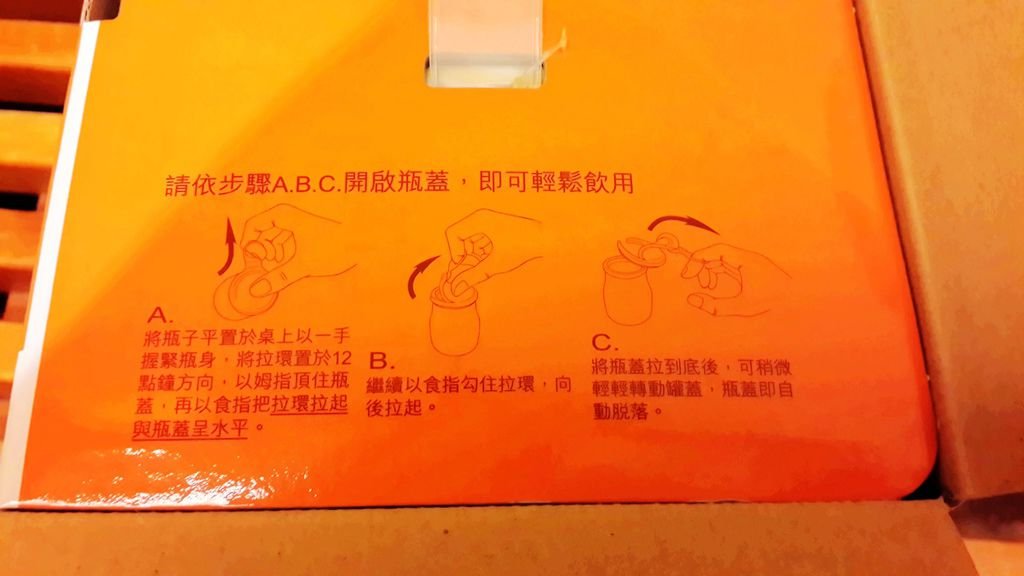 請依步驟A.B.C.開啟瓶蓋，即可輕鬆飲用
A.
將瓶子平置於桌上以一手
握緊瓶身，將拉環置於12
點鐘方向，以姆指頂住瓶
蓋，再以食指把拉環拉起
與瓶蓋呈水平。
B.
繼續以食指勾住拉環，向
後拉起。
C.
將瓶蓋拉到底後，可稍微
輕輕轉動罐蓋，瓶蓋即自
動脫落。